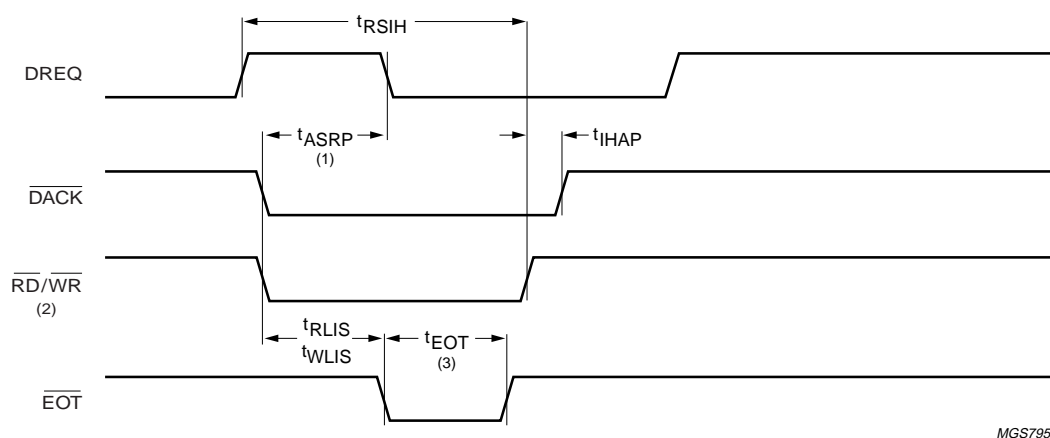 tRSIH
DREQ
tASRP
(1)
tIHAP
DACK
RD/WR
(2)
tRLIS
tWLIS
tEOT
(3)
EOT
MGS795